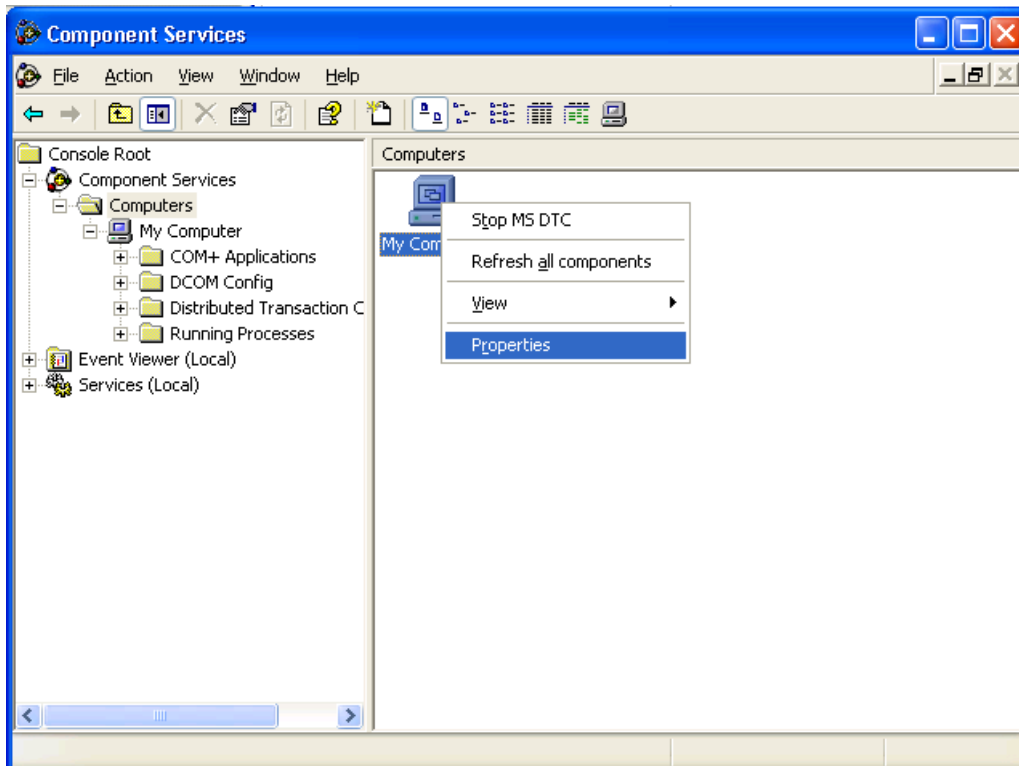 Component Services
File Action View Window Help
Console Root
Component Services
Computers
My Computer
COM+ Applications
DCOM Config
Distributed Transaction C
Running Processes
Event Viewer (Local)
Services (Local)
Computers
My Com
Stop MS DTC
Refresh all components
View
Properties